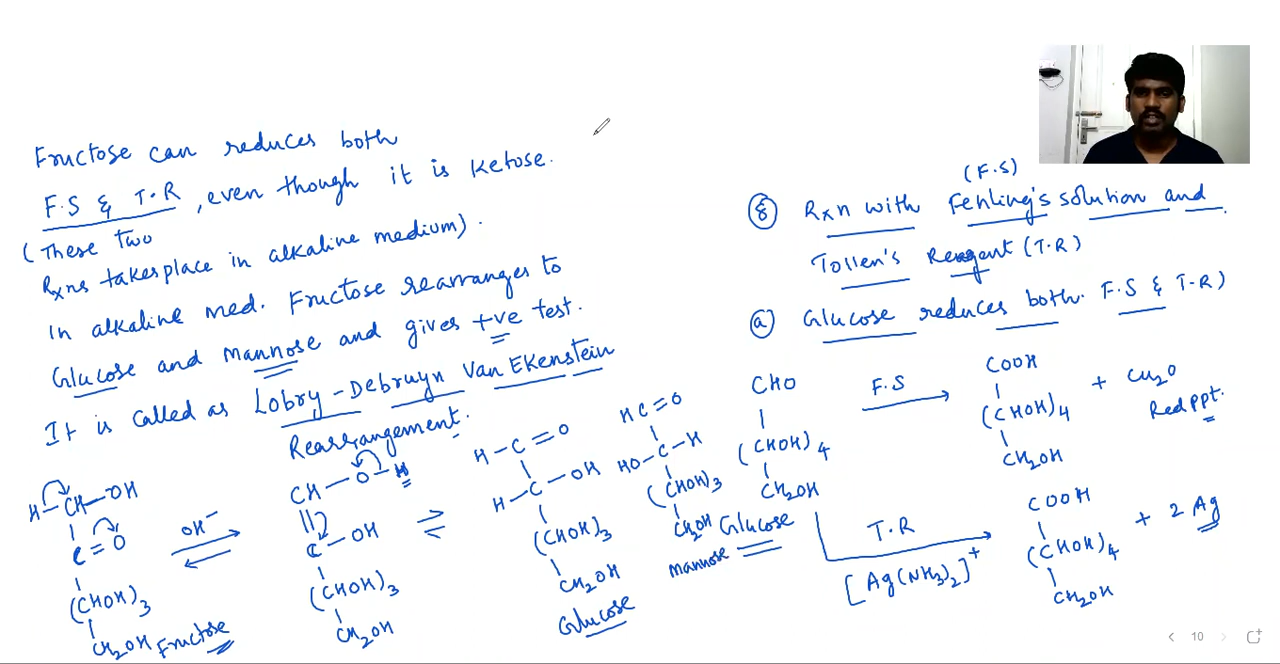 Fructose can reduces both
F.S & T.R, even though it is Ketose.
(These two
Rxns takes place in alkaline medium).
In alkaline med. Fructose rearranges to
Glucose and mannose and gives +ve test.
It is called as Lobry-Debruyn Van Ekenstein
Rearrangement.
H-CH-OH
C=O
(CHOH)3
CH2OH
Fructose
OH-
CH-O-H
C-OH
(CHOH)3
CH2OH
H-C=O
H-C-OH
(CHOH)3
CH2OH
Glucose
HC=O
HO-C-H
(CHOH)3
CH2OH
mannose
(F.S)
⑧ Rxn with Fehling's solution and
Tollen's Reagent (T.R)
ⓐ Glucose reduces both. F.S & T.R)
CHO
(CHOH)4
CH2OH
Glucose
F.S
COOH
(CHOH)4
CH2OH
+ Cu2O
Red ppt.
T.R
[Ag(NH3)2]+
COOH
(CHOH)4
CH2OH
+ 2 Ag
< 10 >